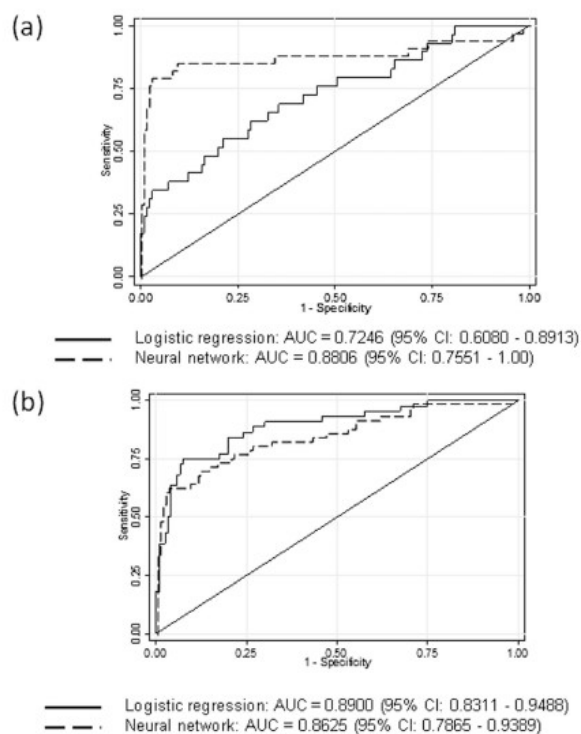 (a)
1.00
0.75
Sensitivity
0.50
0.25
0.00
0.00 0.25 0.50 0.75 1.00
1 - Specificity
Logistic regression: AUC = 0.7246 (95% CI: 0.6080 - 0.8913)
Neural network: AUC = 0.8806 (95% CI: 0.7551 - 1.00)
(b)
1.00
0.75
Sensitivity
0.50
0.25
0.00
0.00 0.25 0.50 0.75 1.00
1 - Specificity
Logistic regression: AUC = 0.8900 (95% CI: 0.8311 - 0.9488)
Neural network: AUC = 0.8625 (95% CI: 0.7865 - 0.9389)